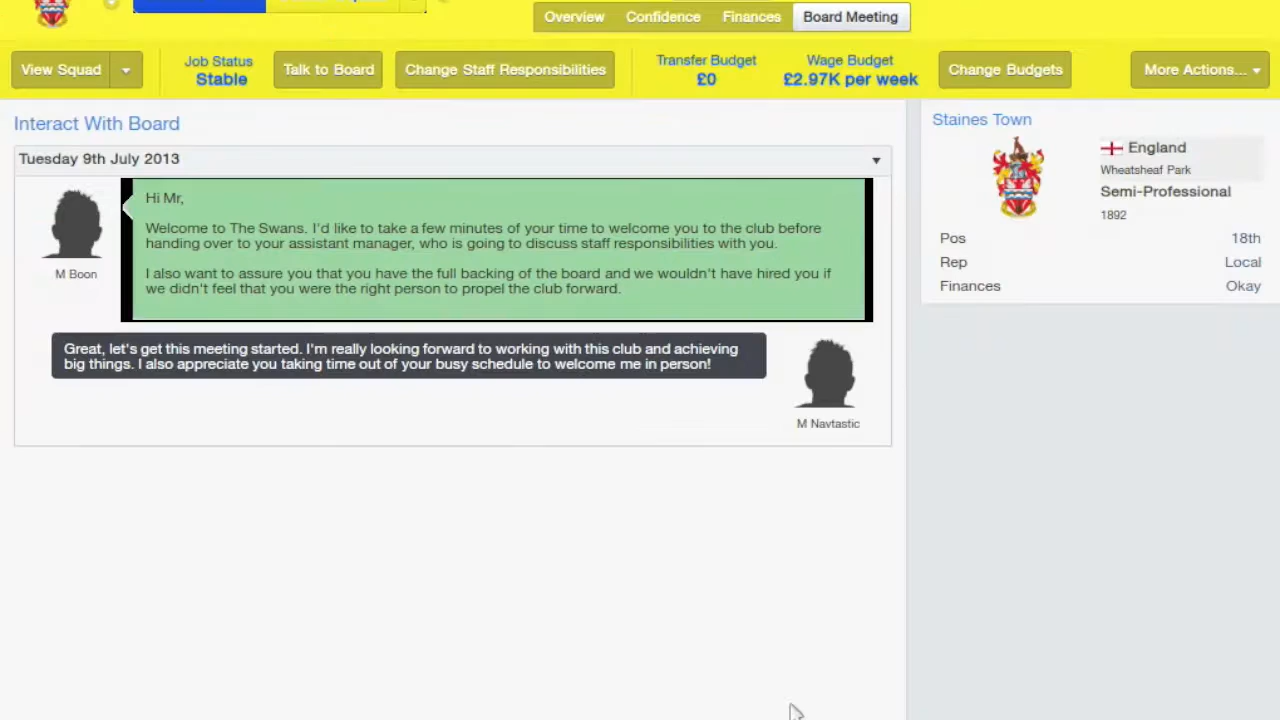 Overview Confidence Finances Board Meeting
View Squad
Job Status
Stable
Talk to Board
Change Staff Responsibilities
Transfer Budget
£0
Wage Budget
£2.97K per week
Change Budgets
More Actions...
Interact With Board
Tuesday 9th July 2013
M Boon
Hi Mr,
Welcome to The Swans. I'd like to take a few minutes of your time to welcome you to the club before
handing over to your assistant manager, who is going to discuss staff responsibilities with you.
I also want to assure you that you have the full backing of the board and we wouldn't have hired you if
we didn't feel that you were the right person to propel the club forward.
Great, let's get this meeting started. I'm really looking forward to working with this club and achieving
big things. I also appreciate you taking time out of your busy schedule to welcome me in person!
M Navtastic
Staines Town
England
Wheatsheaf Park
Semi-Professional
1892
Pos 18th
Rep Local
Finances Okay